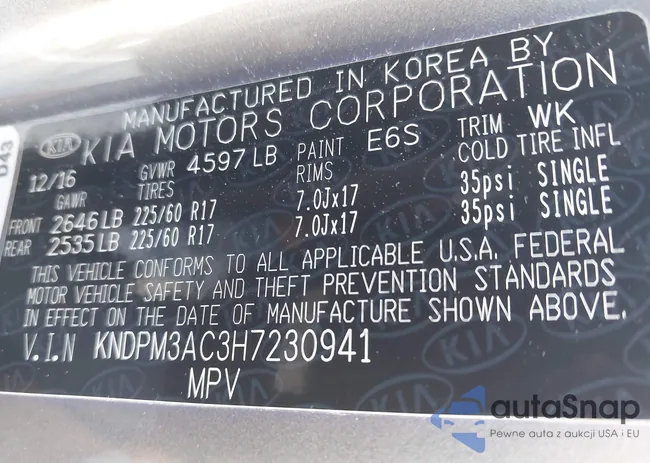 MANUFACTURED IN KOREA BY
KIA KIA MOTORS CORPORATION
D43
12/16 GVWR 4597 LB PAINT E6S TRIM WK
GAWR TIRES RIMS COLD TIRE INFL
FRONT 2646 LB 225/60 R17 7.0Jx17 35psi SINGLE
REAR 2535 LB 225/60 R17 7.0Jx17 35psi SINGLE
THIS VEHICLE CONFORMS TO ALL APPLICABLE U.S.A. FEDERAL
MOTOR VEHICLE SAFETY AND THEFT PREVENTION STANDARDS
IN EFFECT ON THE DATE OF MANUFACTURE SHOWN ABOVE.
V.I.N KNDPM3AC3H7230941
MPV
autaSnap
Pewne auta z aukcji USA i EU